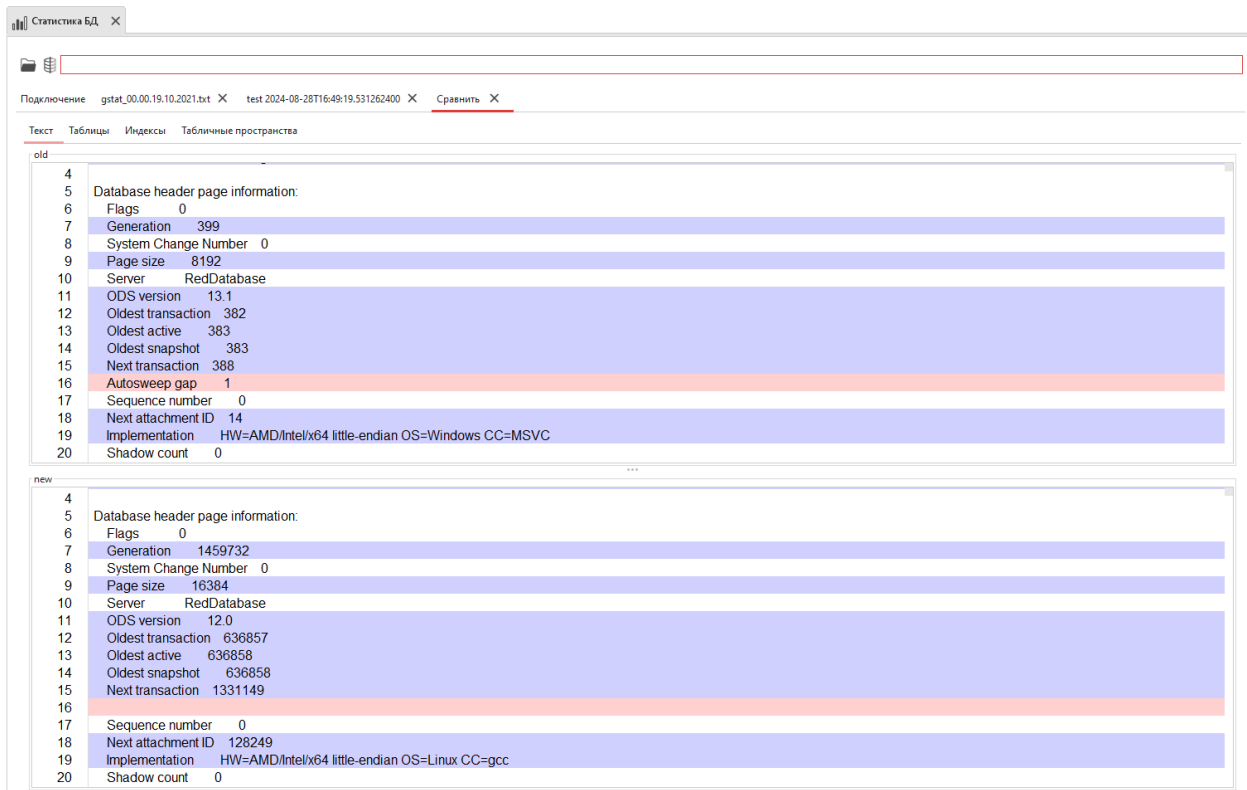 Статистика БД
Подключение gstat_00.00.19.10.2021.txt test 2024-08-28T16:49:19.531262400 Сравнить
Текст Таблицы Индексы Табличные пространства
old
4
5 Database header page information:
6 Flags 0
7 Generation 399
8 System Change Number 0
9 Page size 8192
10 Server RedDatabase
11 ODS version 13.1
12 Oldest transaction 382
13 Oldest active 383
14 Oldest snapshot 383
15 Next transaction 388
16 Autosweep gap 1
17 Sequence number 0
18 Next attachment ID 14
19 Implementation HW=AMD/Intel/x64 little-endian OS=Windows CC=MSVC
20 Shadow count 0
new
4
5 Database header page information:
6 Flags 0
7 Generation 1459732
8 System Change Number 0
9 Page size 16384
10 Server RedDatabase
11 ODS version 12.0
12 Oldest transaction 636857
13 Oldest active 636858
14 Oldest snapshot 636858
15 Next transaction 1331149
16
17 Sequence number 0
18 Next attachment ID 128249
19 Implementation HW=AMD/Intel/x64 little-endian OS=Linux CC=gcc
20 Shadow count 0